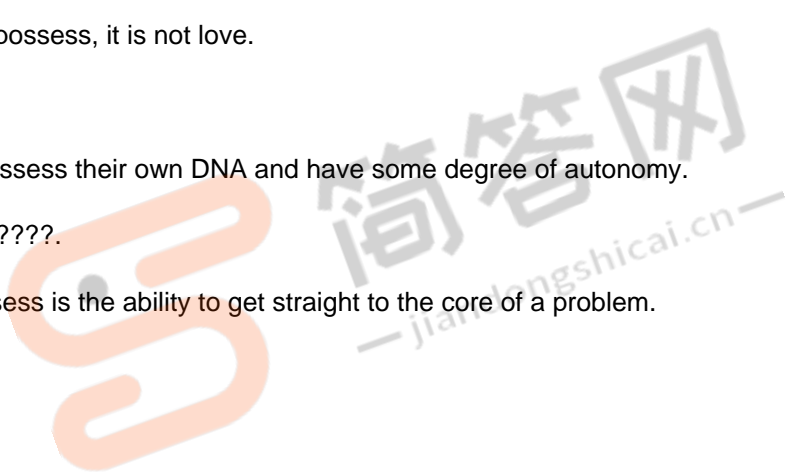 possess, it is not love.
ssess their own DNA and have some degree of autonomy.
????.
sess is the ability to get straight to the core of a problem.
简答网
—jiandongshicai.cn—